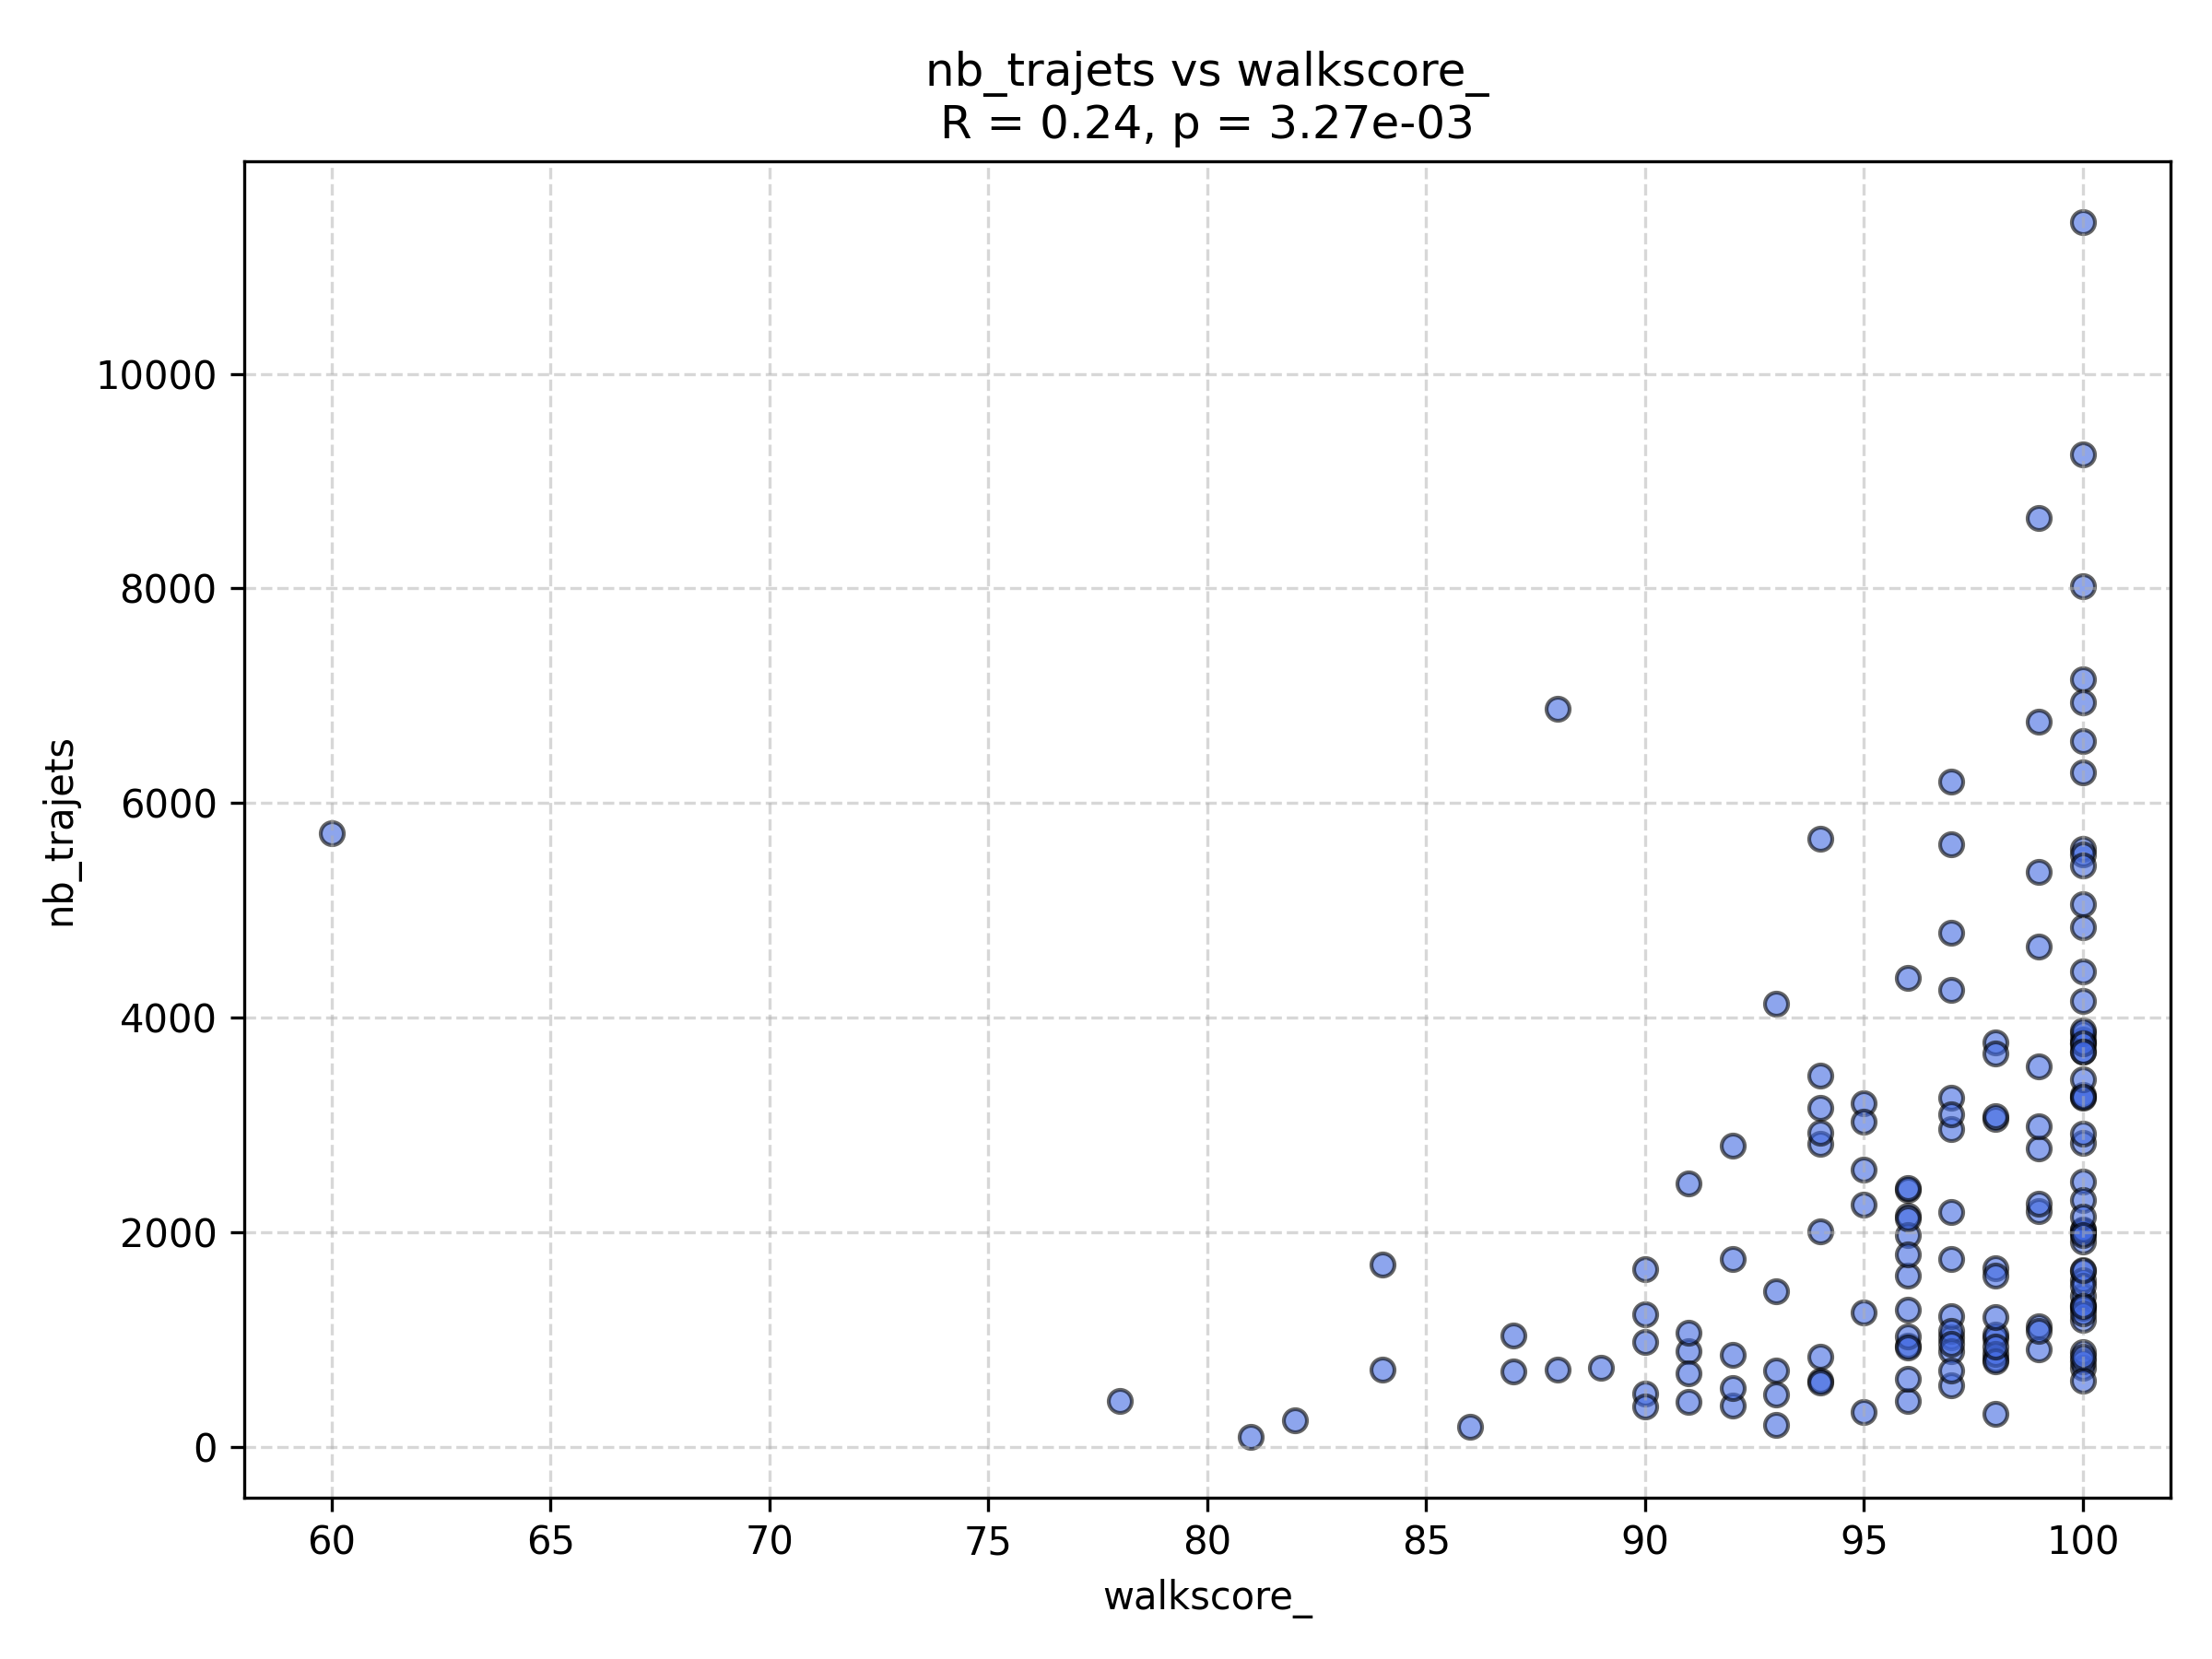 nb_trajets vs walkscore_
R = 0.24, p = 3.27e-03
10000
8000
6000
4000
2000
0
nb_trajets
60 65 70 75 80 85 90 95 100
walkscore_